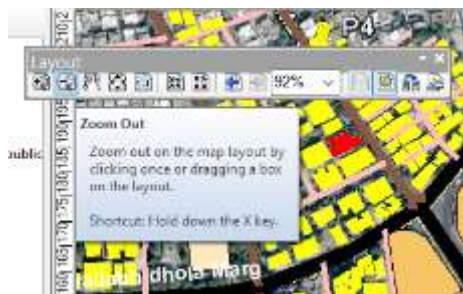 P4
Layout
92%
Zoom Out
public
Zoom out on the map layout by
clicking once or dragging a box
on the layout.
Shortcut: Hold down the X key.
dhola Marg